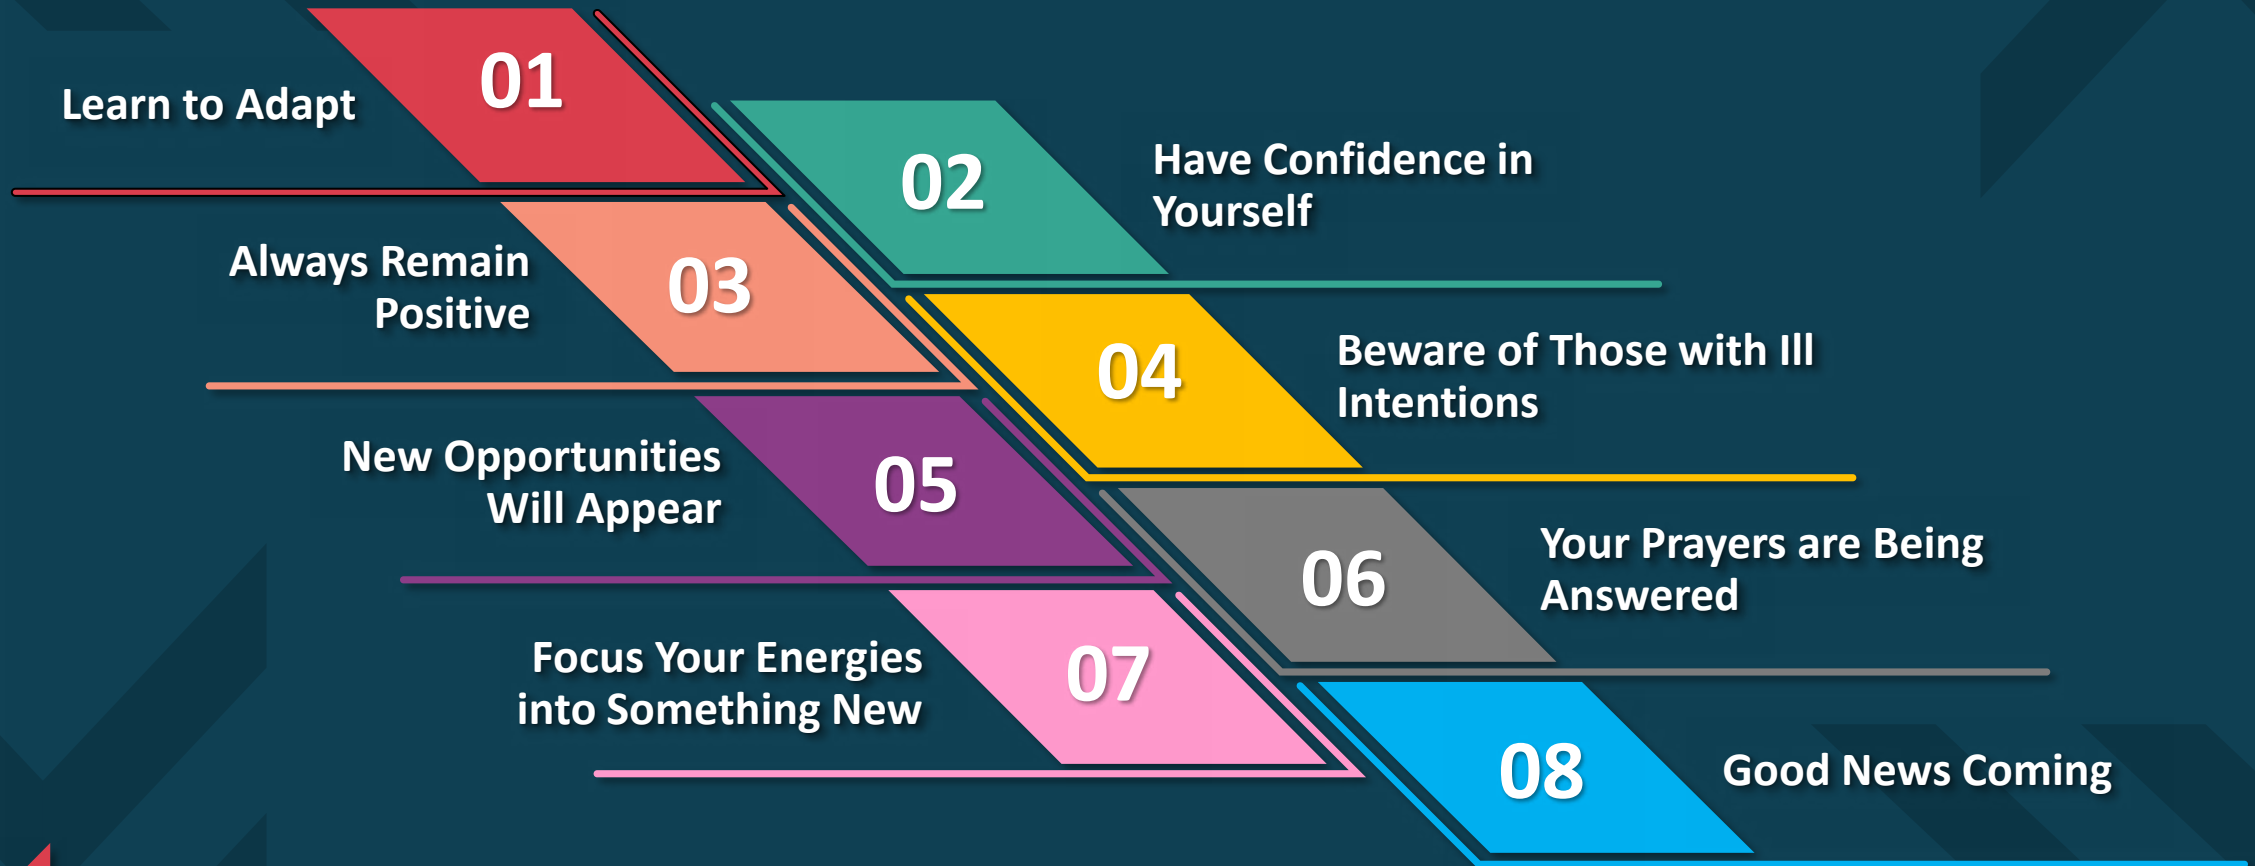 01
Learn to Adapt
02
Have Confidence in
Yourself
03
Always Remain
Positive
04
Beware of Those with Ill
Intentions
05
New Opportunities
Will Appear
06
Your Prayers are Being
Answered
07
Focus Your Energies
into Something New
08
Good News Coming